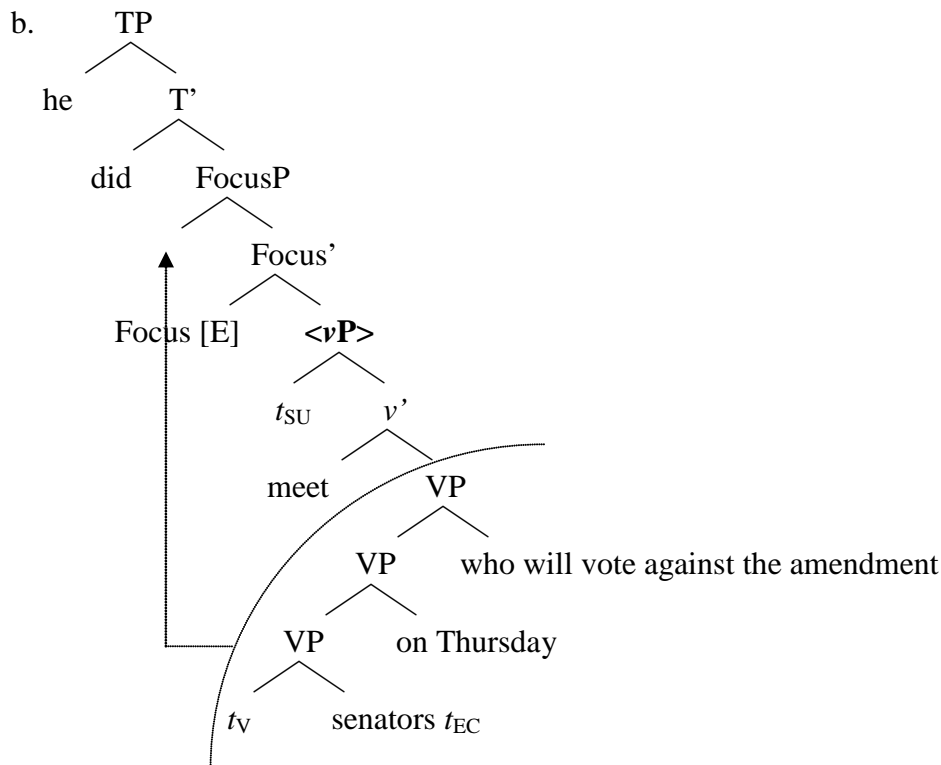 b. TP
he T’
did FocusP
Focus’
Focus [E] <vP>
tSU v’
meet VP
VP who will vote against the amendment
VP on Thursday
tV senators tEC